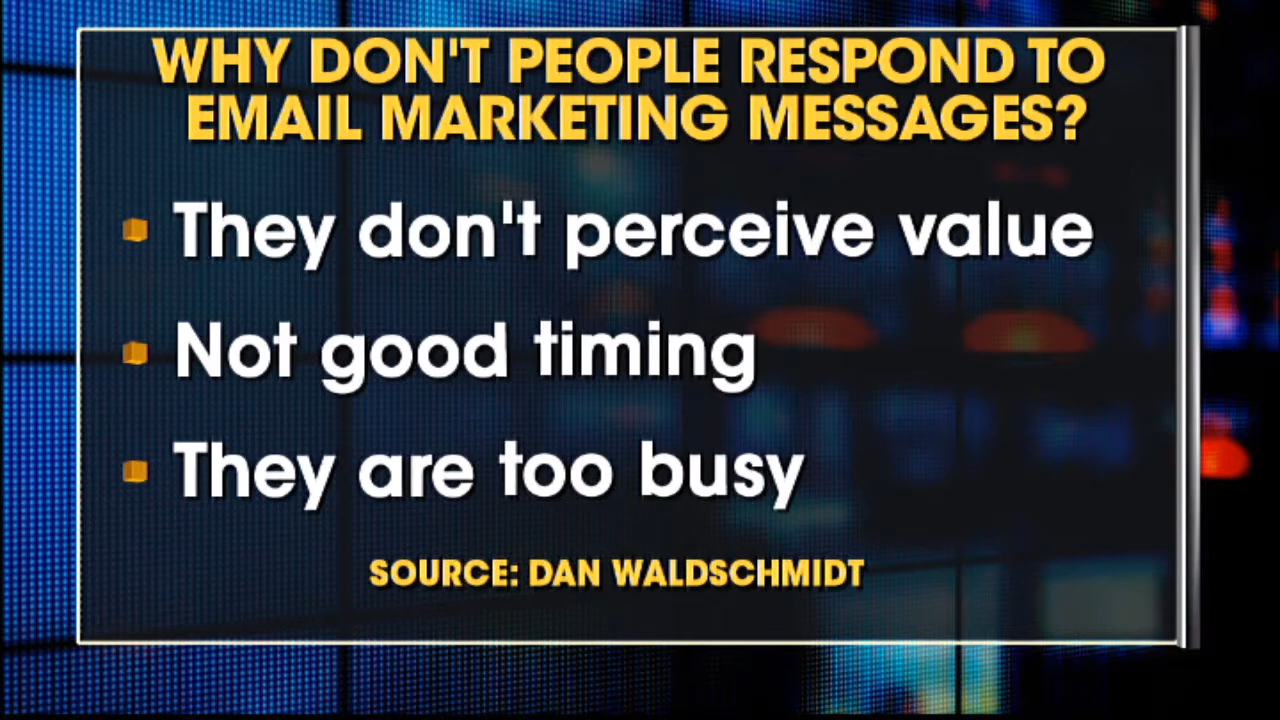 WHY DON'T PEOPLE RESPOND TO
EMAIL MARKETING MESSAGES?
They don't perceive value
Not good timing
They are too busy
SOURCE: DAN WALDSCHMIDT